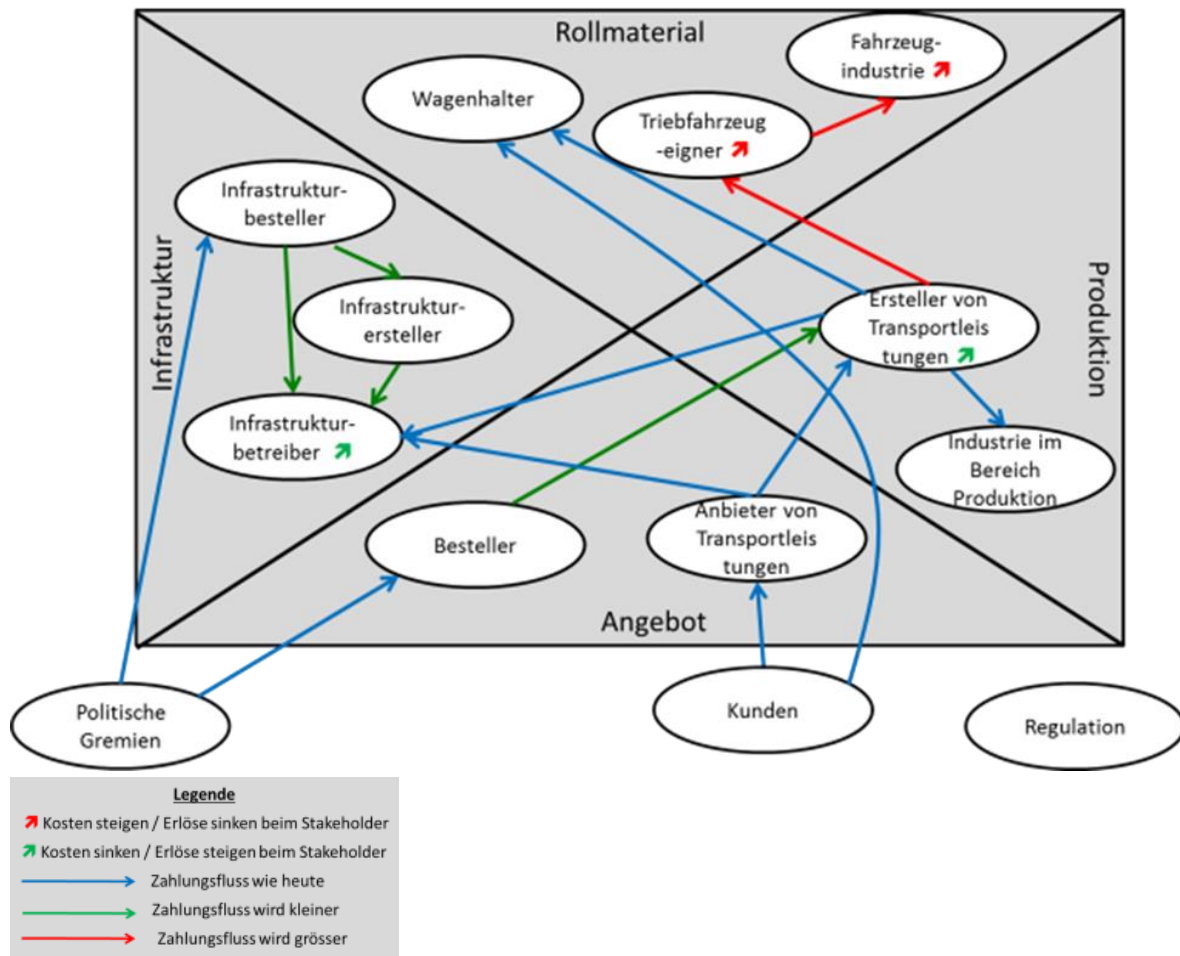 Rollmaterial
Fahrzeug-
industrie
Wagenhalter
Triebfahrzeug
-eigner
Infrastruktur-
besteller
Infrastruktur
Infrastruktur-
ersteller
Produktion
Ersteller von
Transportleis
tungen
Infrastruktur-
betreiber
Industrie im
Bereich
Produktion
Besteller
Anbieter von
Transportleis
tungen
Angebot
Politische
Gremien
Kunden
Regulation
Legende
Kosten steigen / Erlöse sinken beim Stakeholder
Kosten sinken / Erlöse steigen beim Stakeholder
Zahlungsfluss wie heute
Zahlungsfluss wird kleiner
Zahlungsfluss wird grösser